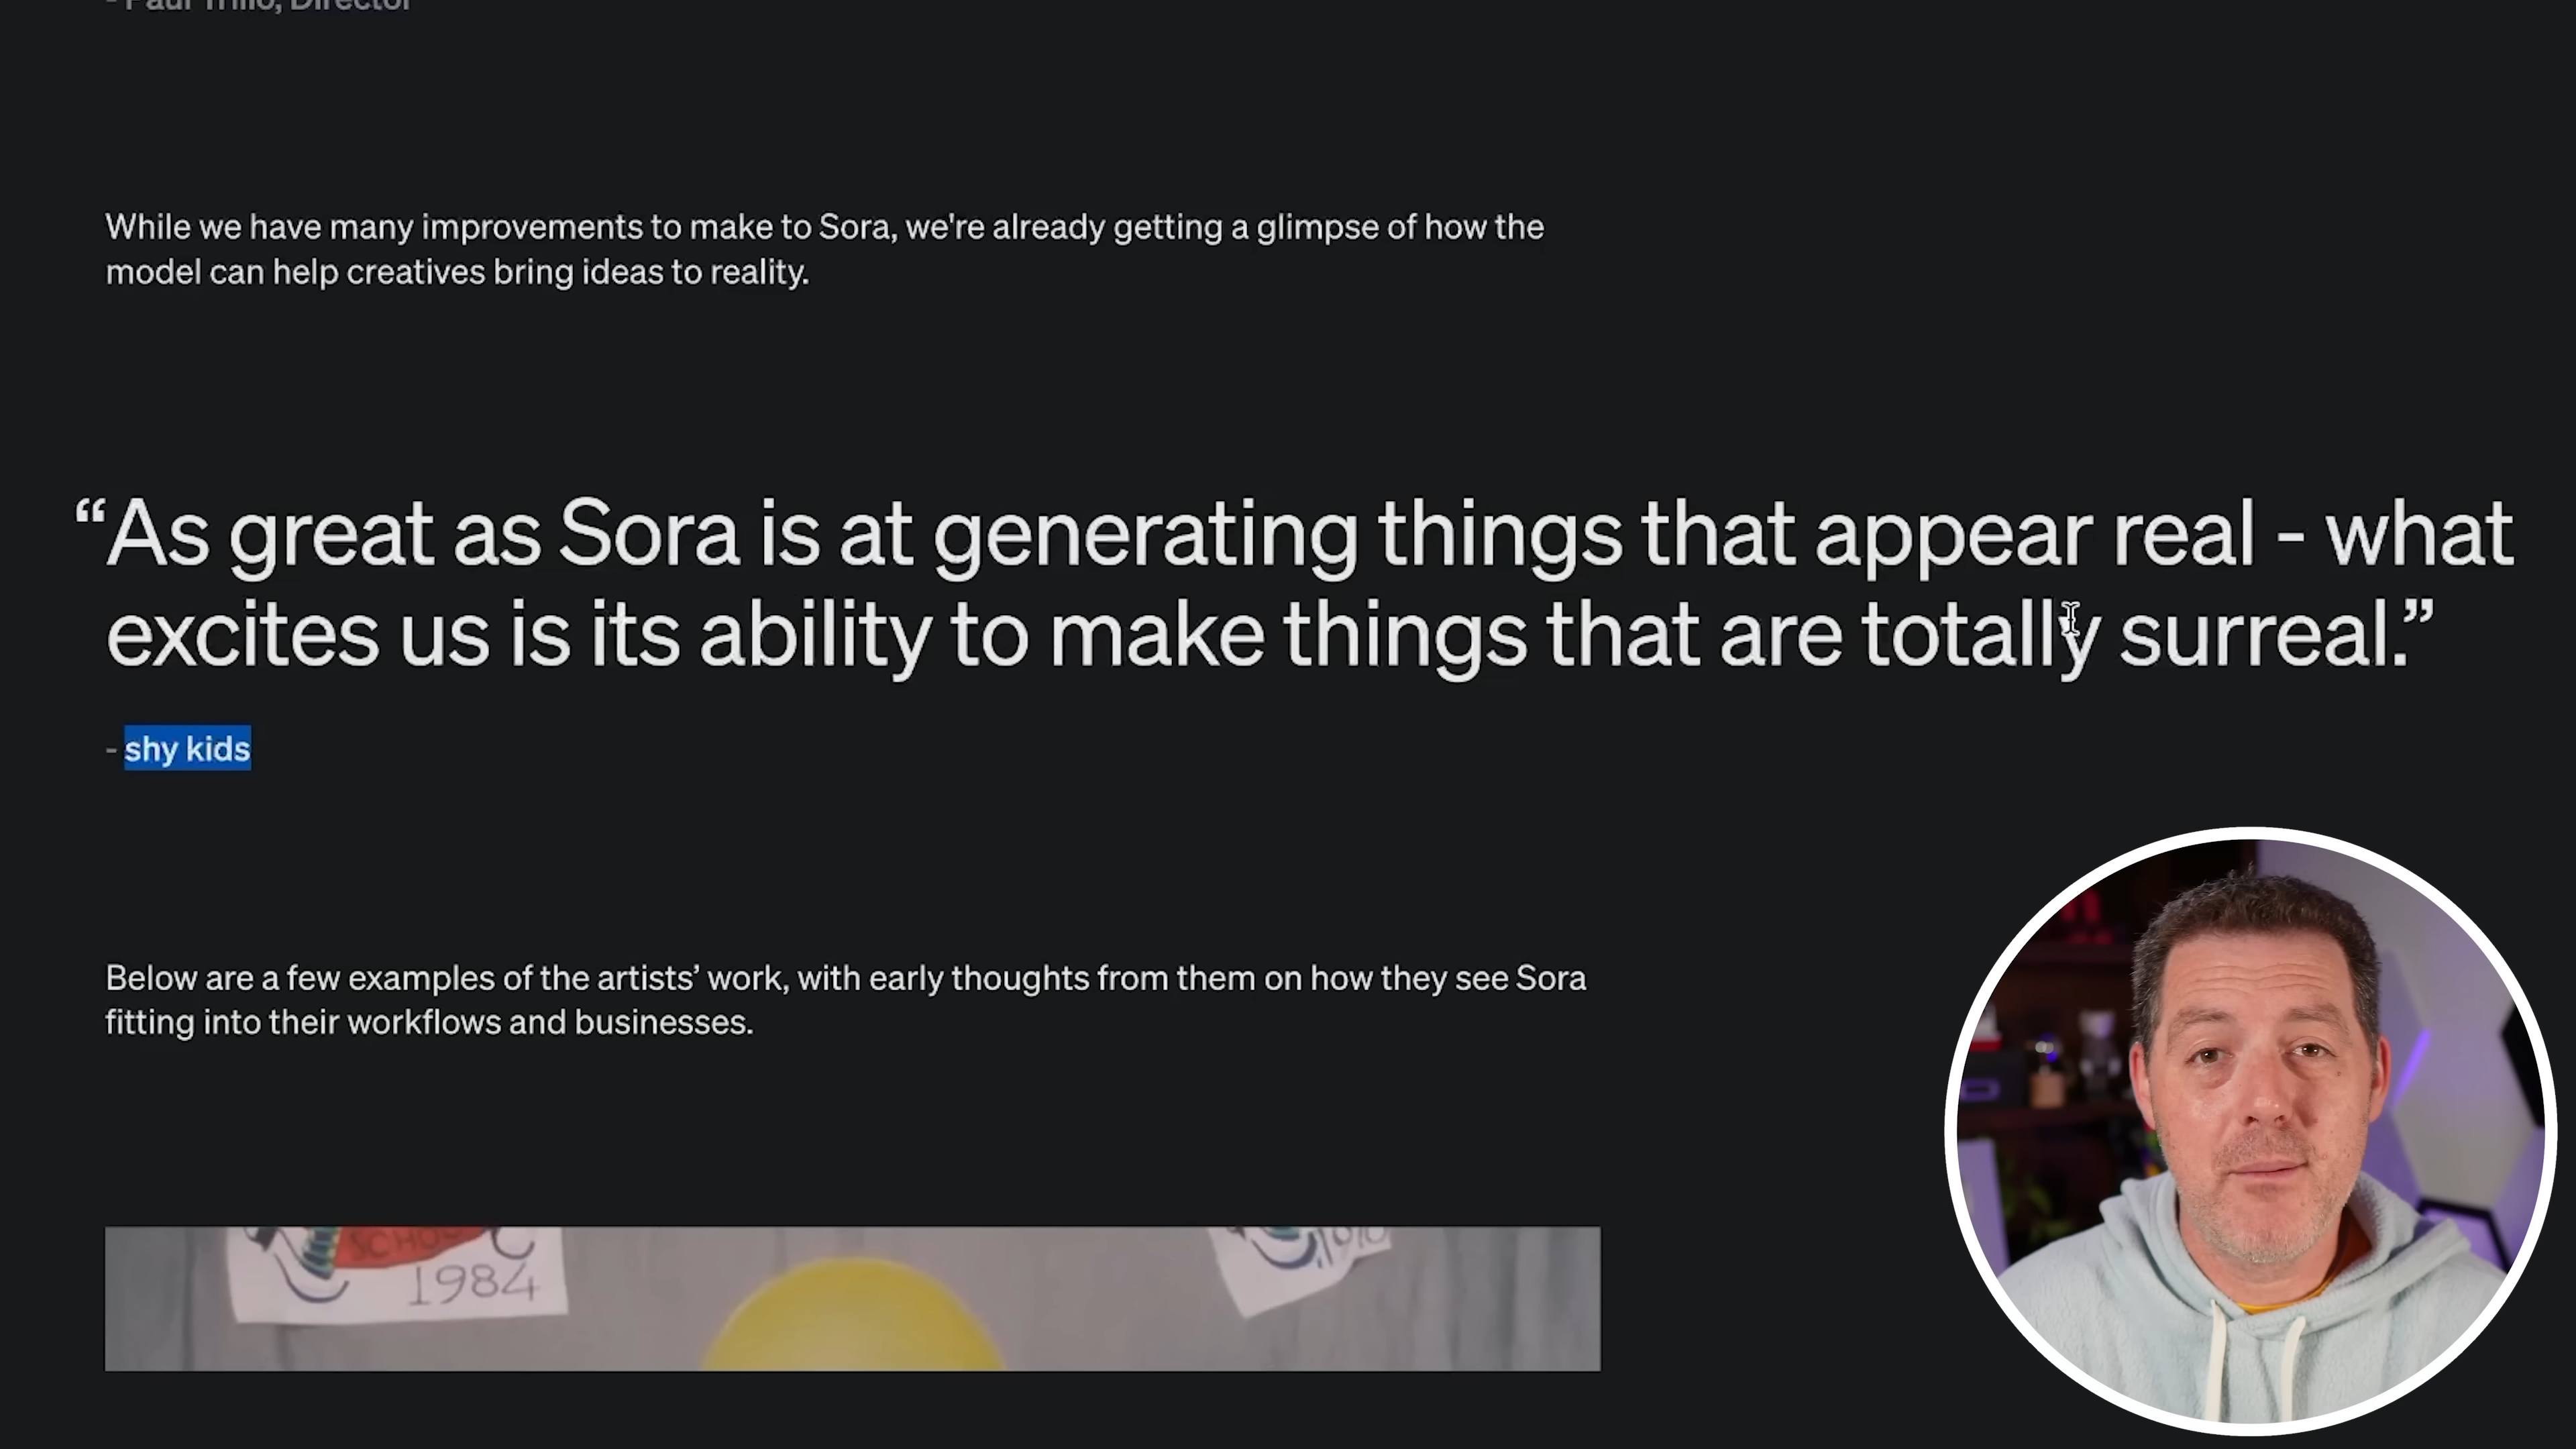 - Paul Trillo, Director
While we have many improvements to make to Sora, we're already getting a glimpse of how the
model can help creatives bring ideas to reality.
“As great as Sora is at generating things that appear real - what
excites us is its ability to make things that are totally surreal.”
- shy kids
Below are a few examples of the artists’ work, with early thoughts from them on how they see Sora
fitting into their workflows and businesses.
1984